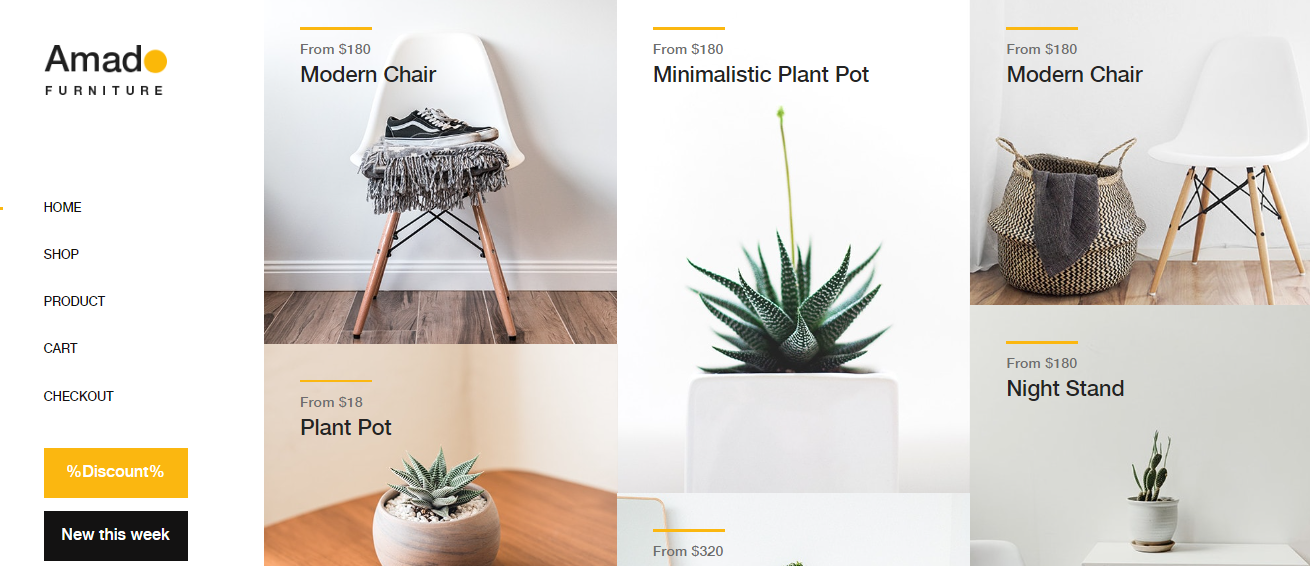 Amado
FURNITURE
HOME
SHOP
PRODUCT
CART
CHECKOUT
%Discount%
New this week
From $180
Modern Chair
From $18
Plant Pot
From $180
Minimalistic Plant Pot
From $320
From $180
Modern Chair
From $180
Night Stand